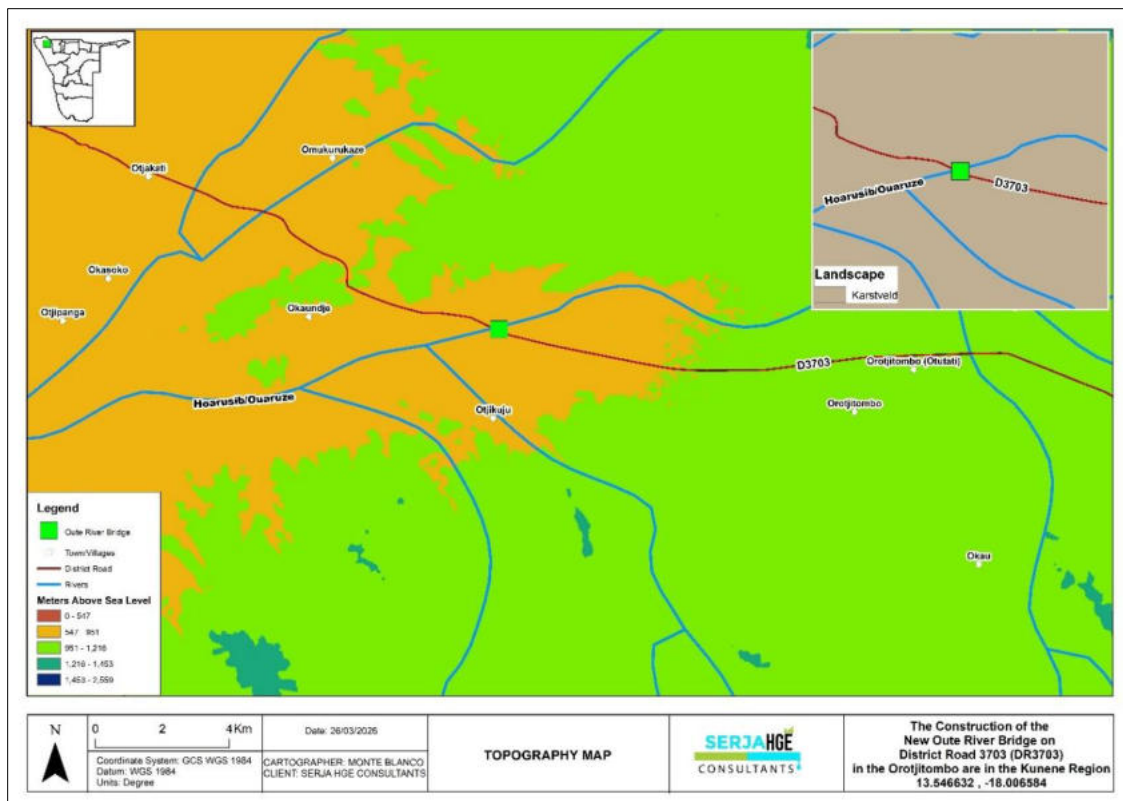 Omukurukaze
Otjakati
Okasoko
Otjipanga
Okaundje
Hoarusib/Ouaruze
Otjikuju
D3703
Orotjitombo (Otutati)
Orotjitombo
Okau
Hoarusib/Ouaruze
D3703
Landscape
Karstveld
Legend
Oute River Bridge
Town/Villages
District Road
Rivers
Meters Above Sea Level
0 - 547
547 - 951
951 - 1,216
1,216 - 1,453
1,453 - 2,559
N
0 2 4Km
Coordinate System: GCS WGS 1984
Datum: WGS 1984
Units: Degree
Date: 26/03/2026
CARTOGRAPHER: MONTE BLANCO
CLIENT: SERJA HGE CONSULTANTS
TOPOGRAPHY MAP
SERJA HGE
CONSULTANTS
The Construction of the
New Oute River Bridge on
District Road 3703 (DR3703)
in the Orotjitombo are in the Kunene Region
13.546632 , -18.006584